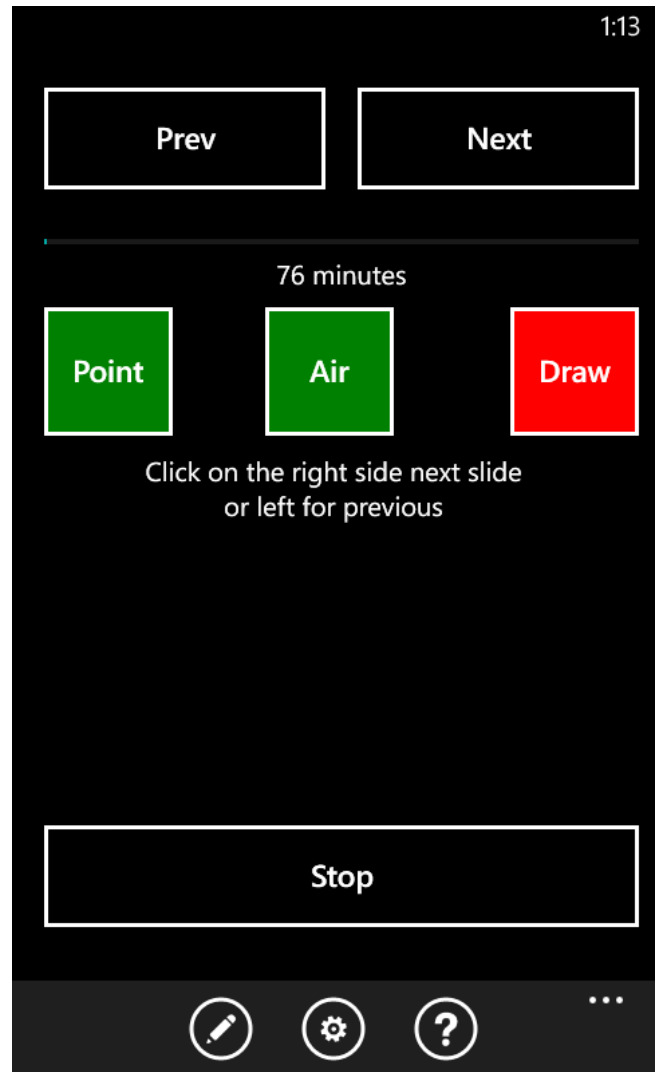 1:13
Prev
Next
76 minutes
Point
Air
Draw
Click on the right side next slide
or left for previous
Stop
?